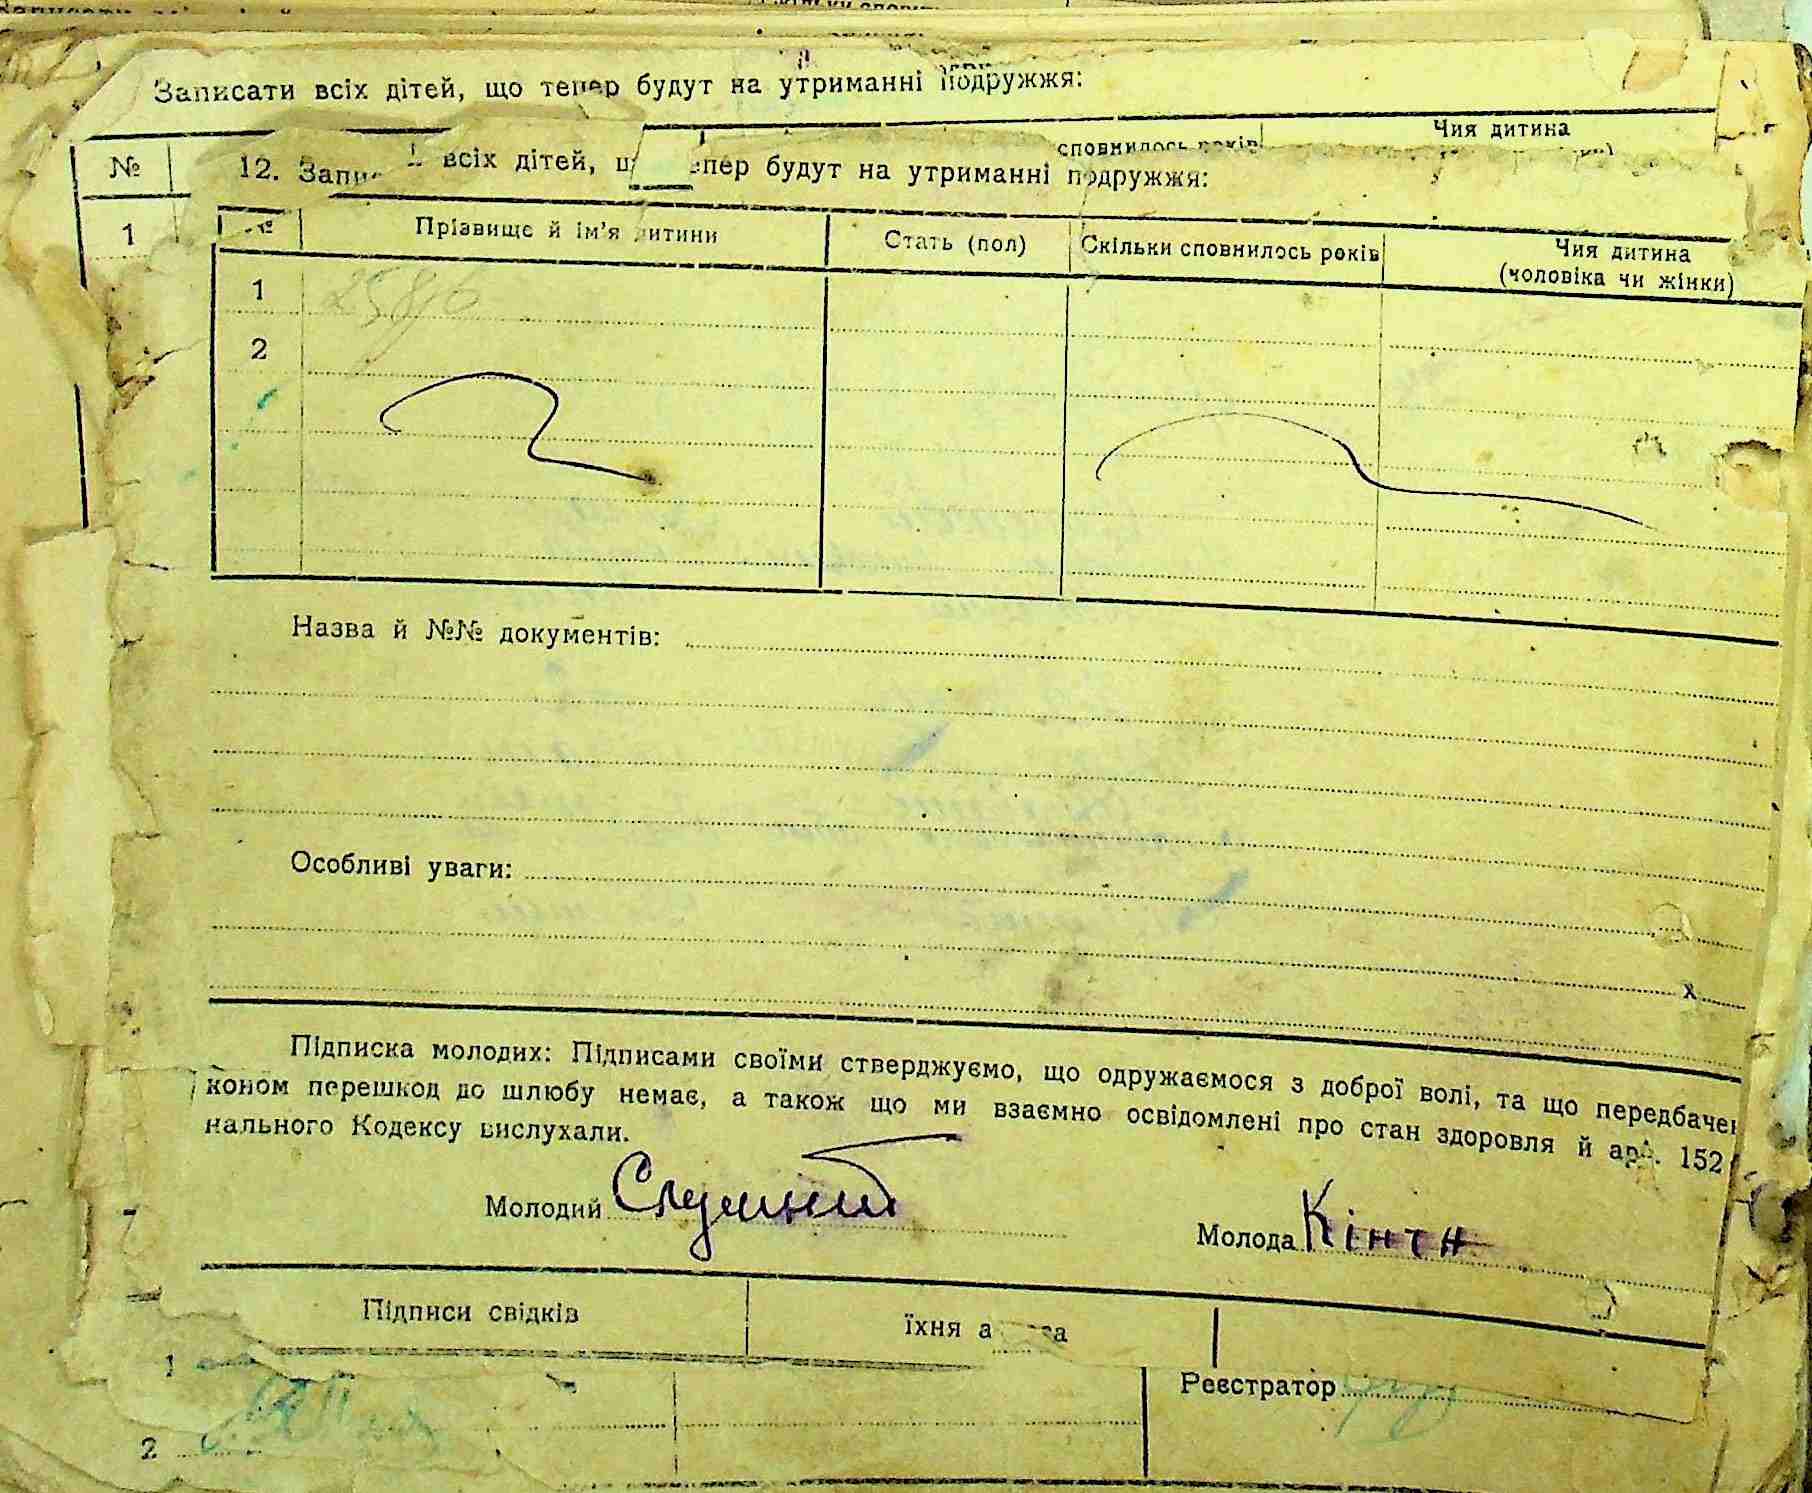 Записати всіх дітей, що тепер будут на утриманні подружжя:
№
сповнилось років
Чия дитина
1
12. всіх дітей, будут на утриманні подружжя:
№ Прізвище й ім'я дитини Стать (пол) Скільки сповнилось років Чия дитина
(чоловіка чи жінки)
1
2
Назва й №№ документів:
Особливі уваги:
х
Підписка молодих: Підписами своїми стверджуємо, що одружаємося з доброї волі, та що передбачен
коном перешкод до шлюбу немає, а також що ми взаємно освідомлені про стан здоровля й арт. 152
нального Кодексу вислухали.
Молодий
Молода Кінчн
Підписи свідків їхня
1
Реєстратор
2